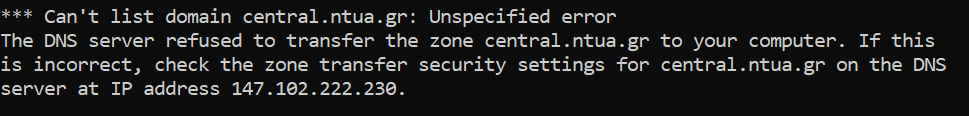 *** Can't list domain central.ntua.gr: Unspecified error
The DNS server refused to transfer the zone central.ntua.gr to your computer. If this
is incorrect, check the zone transfer security settings for central.ntua.gr on the DNS
server at IP address 147.102.222.230.